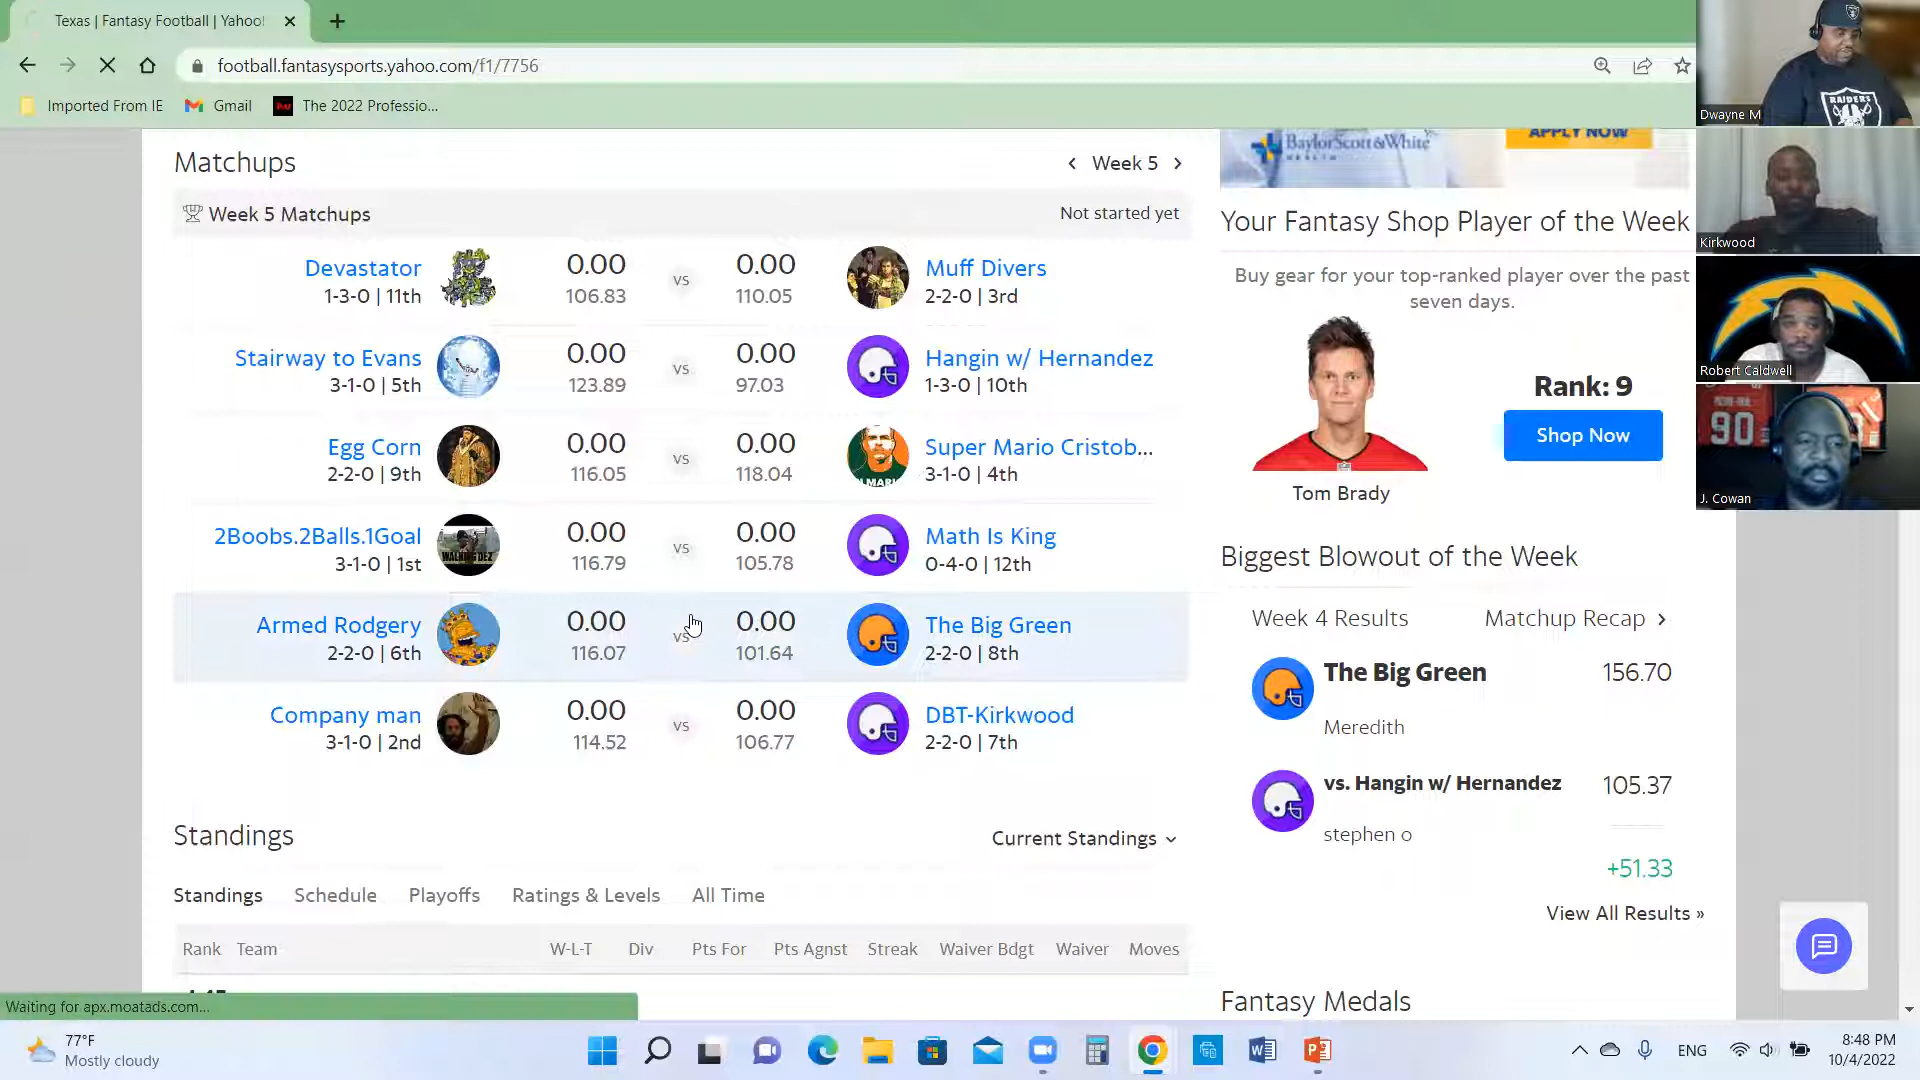 Texas | Fantasy Football | Yahoo!
football.fantasysports.yahoo.com/f1/7756
Imported From IE
Gmail
The 2022 Professio...
Matchups
Week 5
Week 5 Matchups
Not started yet
Devastator
1-3-0 | 11th
0.00
106.83
vs
0.00
110.05
Muff Divers
2-2-0 | 3rd
Stairway to Evans
3-1-0 | 5th
0.00
123.89
vs
0.00
97.03
Hangin w/ Hernandez
1-3-0 | 10th
Egg Corn
2-2-0 | 9th
0.00
116.05
vs
0.00
118.04
Super Mario Cristob...
3-1-0 | 4th
2Boobs.2Balls.1Goal
3-1-0 | 1st
0.00
116.79
vs
0.00
105.78
Math Is King
0-4-0 | 12th
Armed Rodgery
2-2-0 | 6th
0.00
116.07
vs
0.00
101.64
The Big Green
2-2-0 | 8th
Company man
3-1-0 | 2nd
0.00
114.52
vs
0.00
106.77
DBT-Kirkwood
2-2-0 | 7th
Standings
Current Standings
Standings Schedule Playoffs Ratings & Levels All Time
Rank Team W-L-T Div Pts For Pts Agnst Streak Waiver Bdgt Waiver Moves
BaylorScott&White
HEALTH
APPLY NOW
Your Fantasy Shop Player of the Week
Buy gear for your top-ranked player over the past
seven days.
Rank: 9
Shop Now
Tom Brady
Biggest Blowout of the Week
Week 4 Results
Matchup Recap
The Big Green
156.70
Meredith
vs. Hangin w/ Hernandez
105.37
stephen o
+51.33
View All Results »
Fantasy Medals
RAIDERS
Dwayne M
Kirkwood
Robert Caldwell
90
J. Cowan
Waiting for apx.moatads.com...
77°F
Mostly cloudy
ENG
8:48 PM
10/4/2022